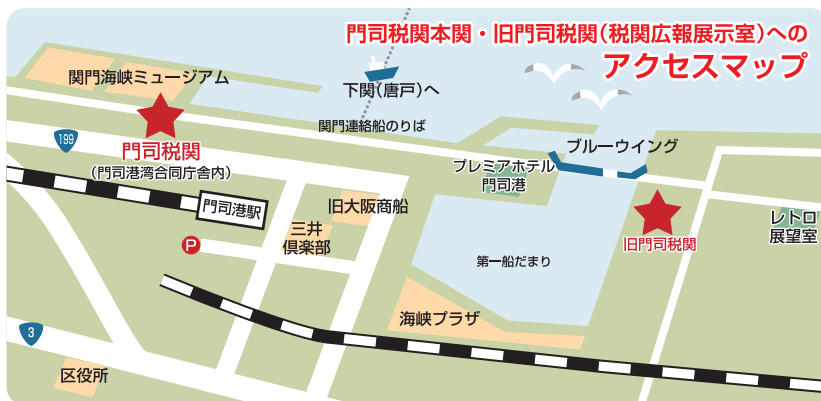 門司税関本関・旧門司税関（税関広報展示室）への
アクセスマップ
関門海峡ミュージアム
下関（唐戸）へ
関門連絡船のりば
199
門司税関
（門司港湾合同庁舎内）
ブルーウイング
プレミアホテル
門司港
門司港駅
旧大阪商船
三井
倶楽部
P
旧門司税関
レトロ
展望室
第一船だまり
海峡プラザ
3
区役所